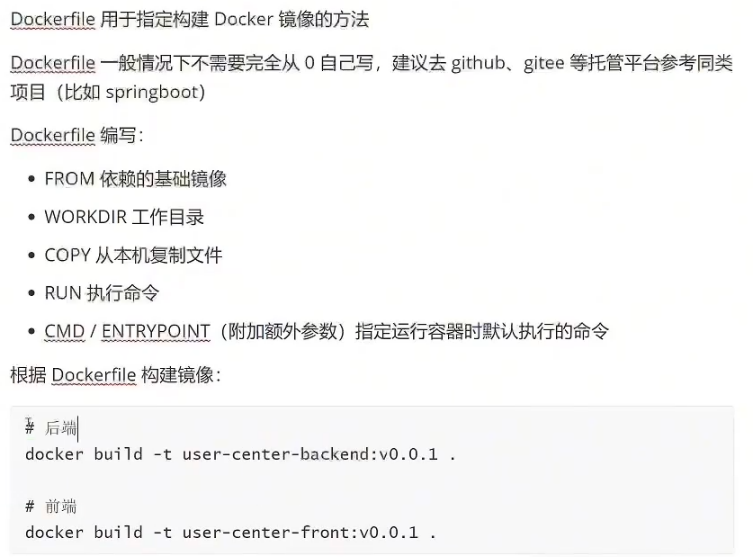 Dockerfile 用于指定构建 Docker 镜像的方法
Dockerfile 一般情况下不需要完全从 0 自己写，建议去 github、gitee 等托管平台参考同类
项目（比如 springboot）
Dockerfile 编写：
• FROM 依赖的基础镜像
• WORKDIR 工作目录
• COPY 从本机复制文件
• RUN 执行命令
• CMD / ENTRYPOINT（附加额外参数）指定运行容器时默认执行的命令
根据 Dockerfile 构建镜像：
# 后端
docker build -t user-center-backend:v0.0.1 .
# 前端
docker build -t user-center-front:v0.0.1 .